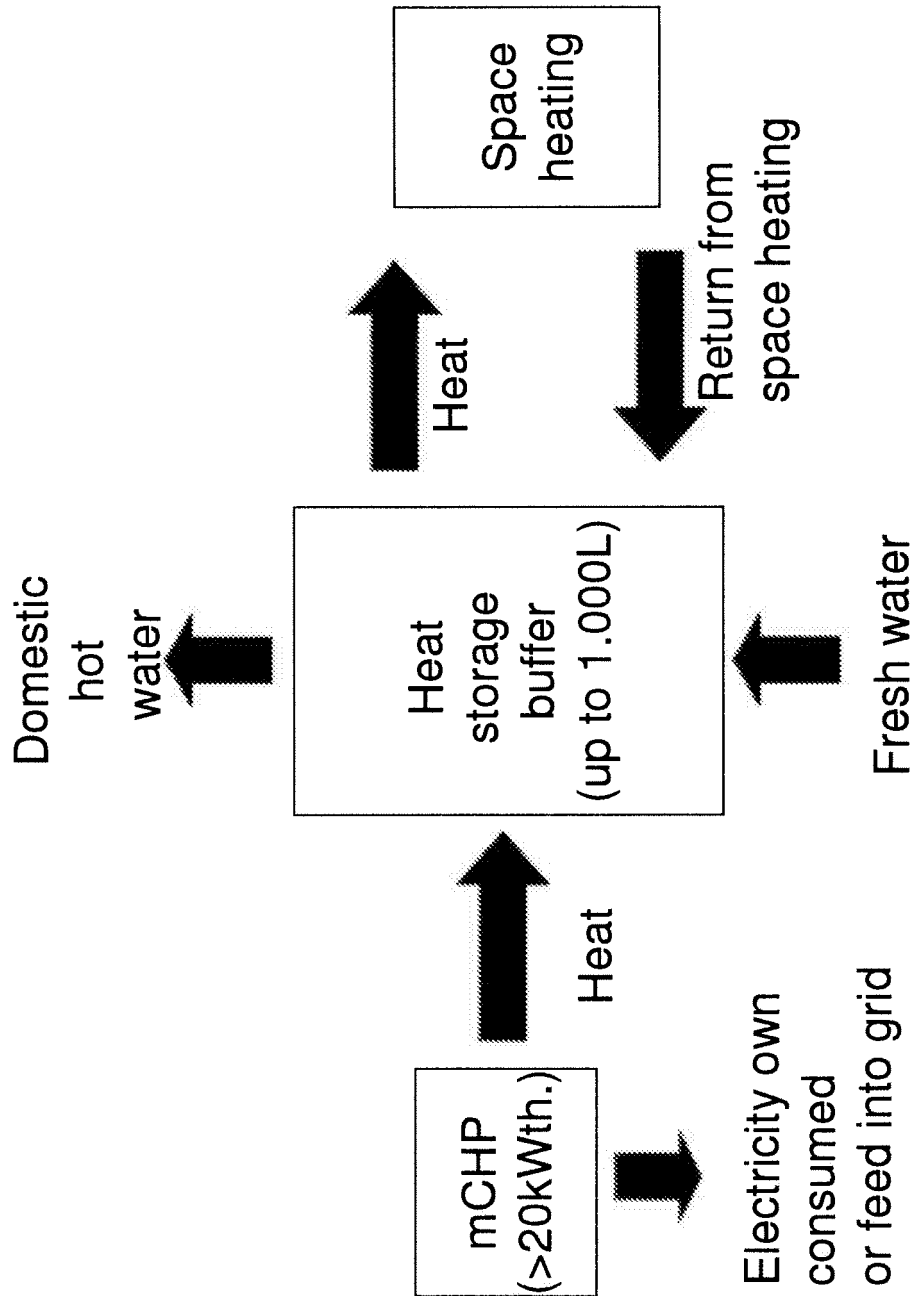 mCHP
(>20kWth.)
Electricity own
consumed
or feed into grid
Heat
Domestic
hot
water
Heat
storage
buffer
(up to 1.000L)
Fresh water
Heat
Return from
space heating
Space
heating